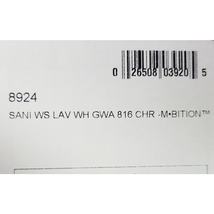 0 26508 03920 5
8924
SANI WS LAV WH GWA 816 CHR -M•BITION™